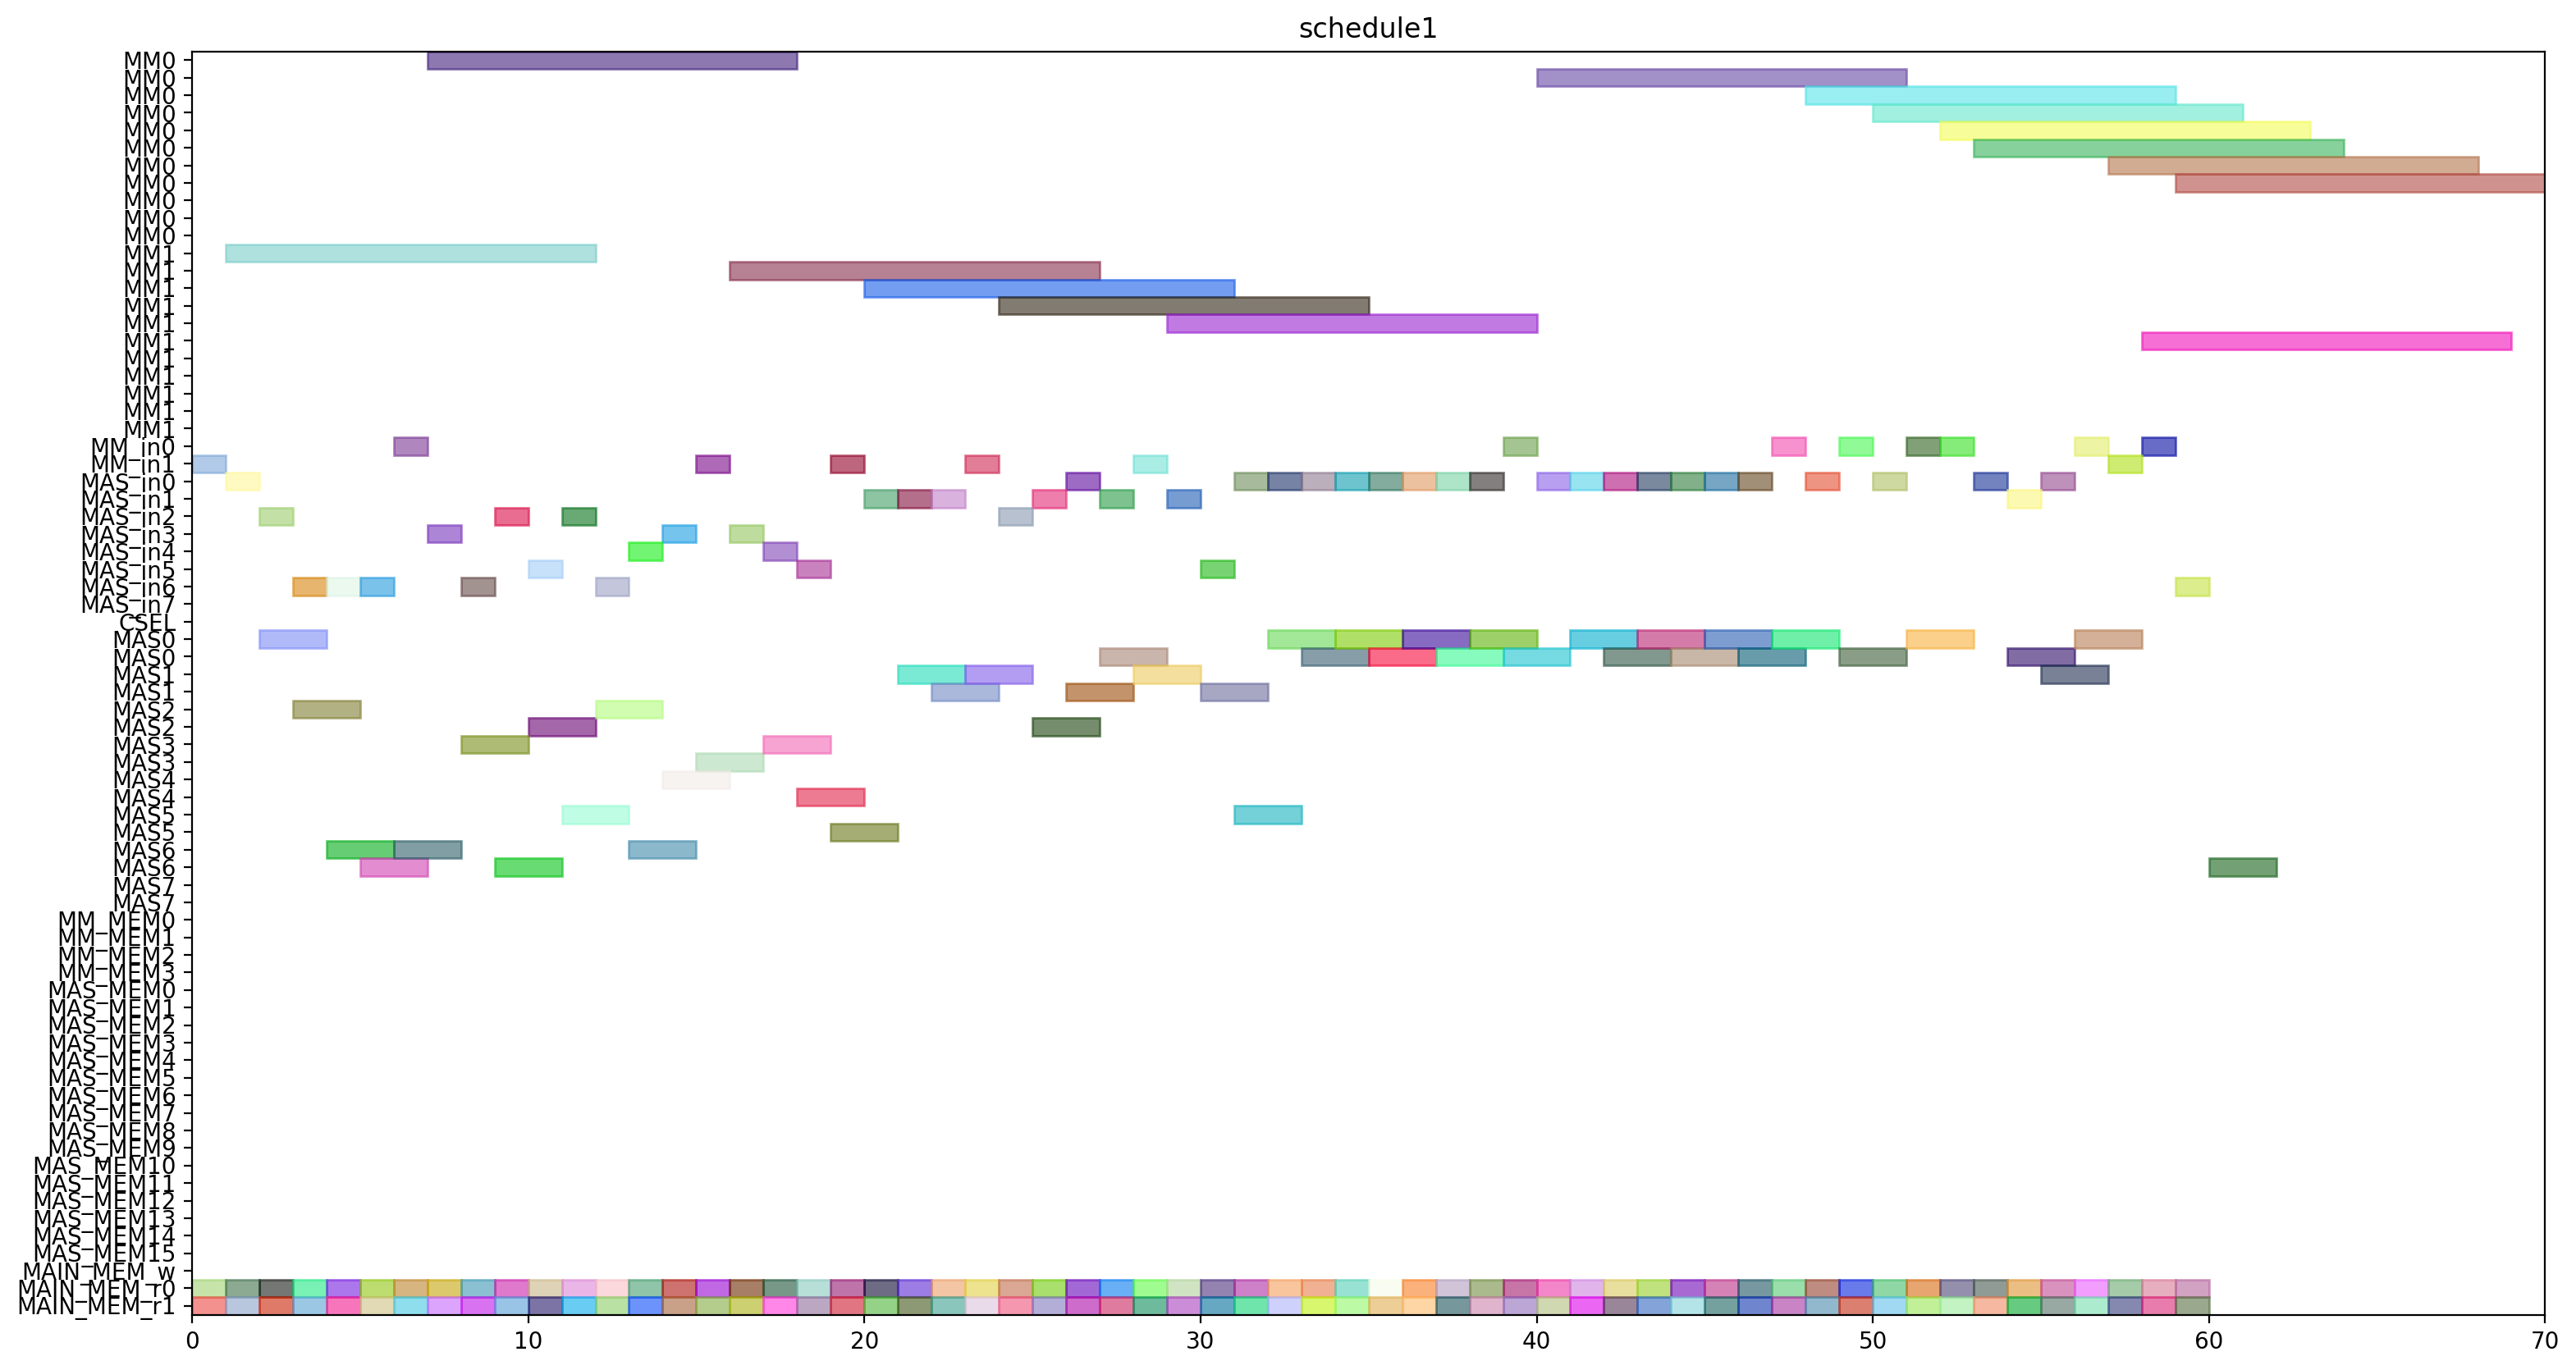 schedule1
MM0
MM0
MM0
MM0
MM0
MM0
MM0
MM0
MM0
MM0
MM0
MM1
MM1
MM1
MM1
MM1
MM1
MM1
MM1
MM1
MM1
MM1
MM_in0
MM_in1
MAS_in0
MAS_in1
MAS_in2
MAS_in3
MAS_in4
MAS_in5
MAS_in6
MAS_in7
CSEL
MAS0
MAS0
MAS1
MAS1
MAS2
MAS2
MAS3
MAS3
MAS4
MAS4
MAS5
MAS5
MAS6
MAS6
MAS7
MAS7
MM_MEM0
MM_MEM1
MM_MEM2
MM_MEM3
MAS_MEM0
MAS_MEM1
MAS_MEM2
MAS_MEM3
MAS_MEM4
MAS_MEM5
MAS_MEM6
MAS_MEM7
MAS_MEM8
MAS_MEM9
MAS_MEM10
MAS_MEM11
MAS_MEM12
MAS_MEM13
MAS_MEM14
MAS_MEM15
MAIN_MEM_w
MAIN_MEM_r0
MAIN_MEM_r1
0 10 20 30 40 50 60 70